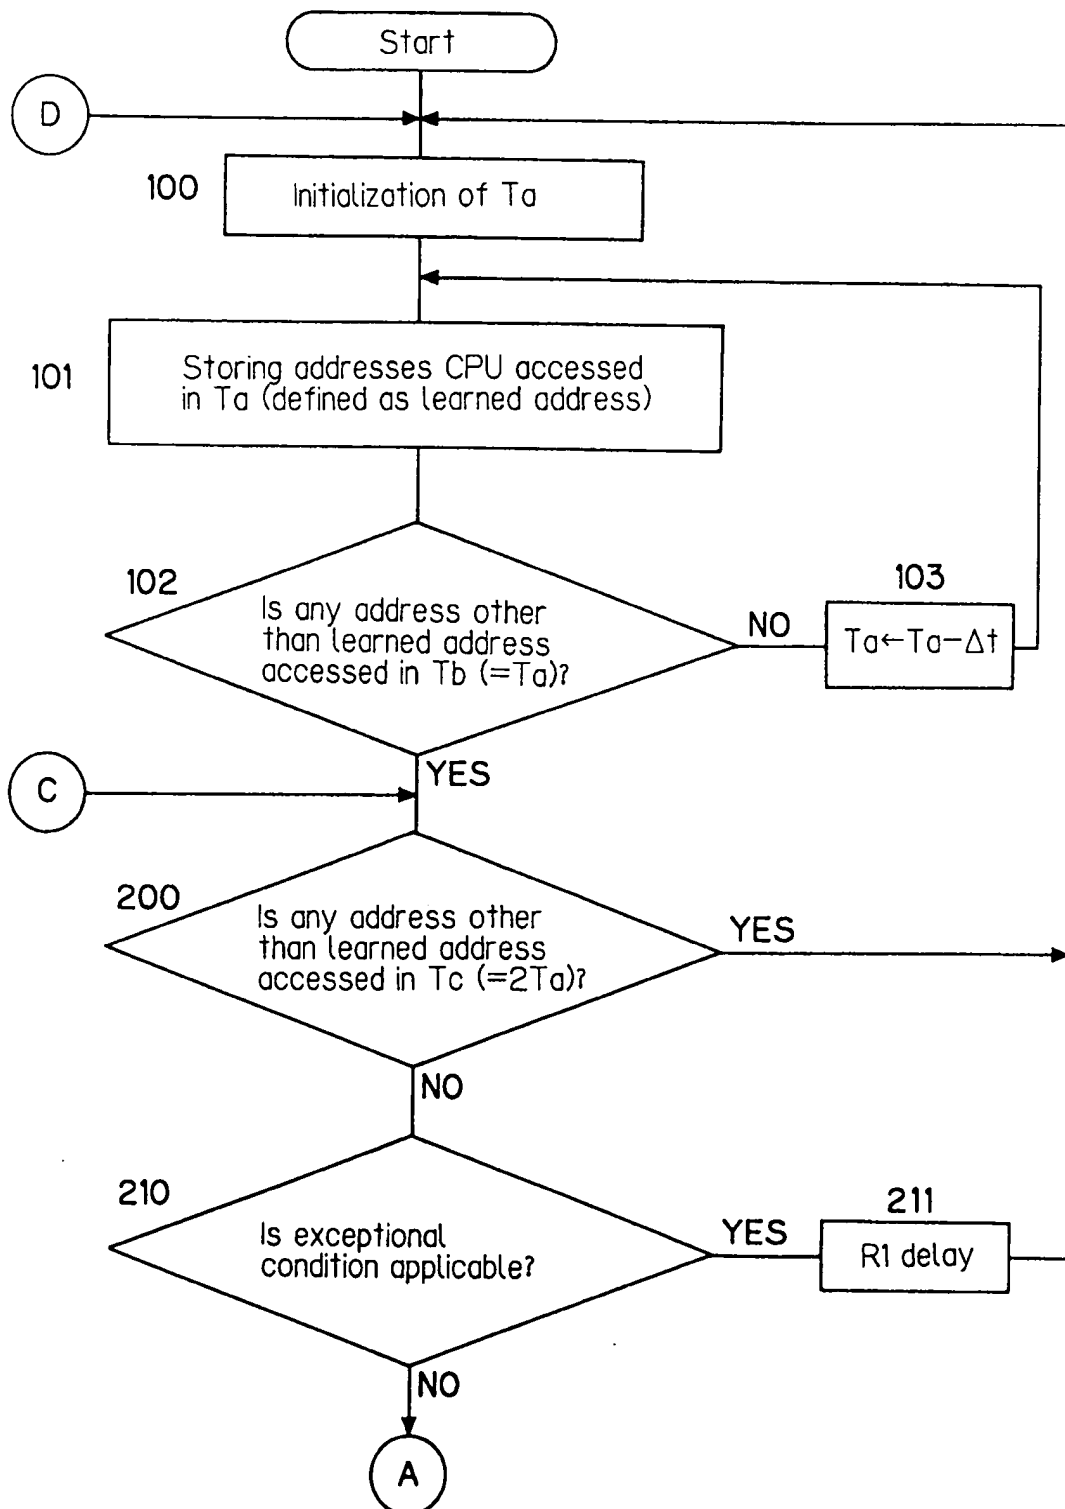 Start
D
100
Initialization of Ta
101
Storing addresses CPU accessed
in Ta (defined as learned address)
102
Is any address other
than learned address
accessed in Tb (=Ta)?
NO
103
Ta←Ta−Δt
YES
C
200
Is any address other
than learned address
accessed in Tc (=2Ta)?
YES
NO
210
Is exceptional
condition applicable?
YES
211
R1 delay
NO
A